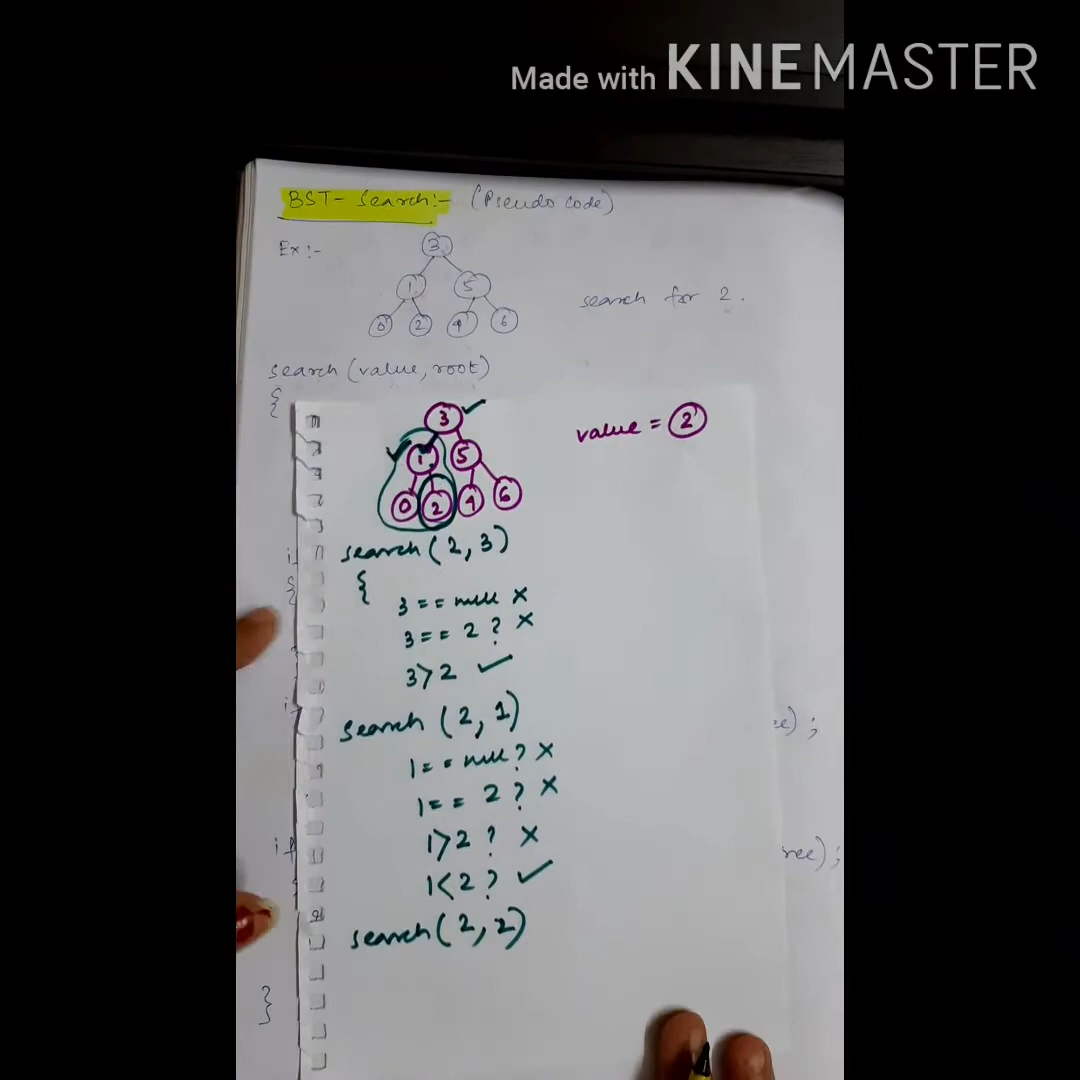 Made with KINEMASTER
BST- Search:- (Pseudo code)
Ex:-
3
1 5
0 2 4 6
search for 2.
search (value, root)
{
3
1 5
0 2 4 6
value = 2
search (2, 3)
{
3 == null ×
3 == 2 ? ×
3>2 ✓
search (2, 1)
1 == null ? ×
1 == 2 ? ×
1>2 ? ×
1<2 ? ✓
search (2, 2)
if
}